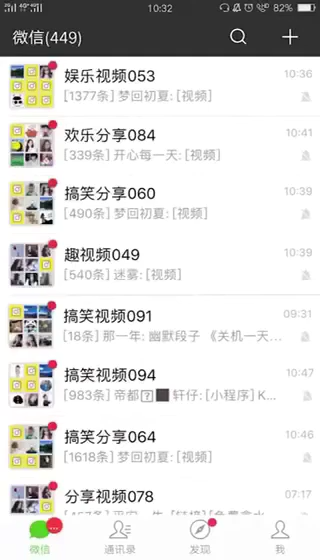 10:32
82%
微信(449)
娱乐视频053
10:36
[1377条] 梦回初夏: [视频]
欢乐分享084
10:41
[339条] 开心每一天: [视频]
搞笑分享060
10:39
[490条] 梦回初夏: [视频]
趣视频049
10:39
[540条] 迷雾: [视频]
搞笑视频091
09:31
[18条] 那一年: 幽默段子 《关机一天...
搞笑视频094
10:47
[983条] 帝都?⬛ 轩仔: [小程序] K...
搞笑分享064
10:46
[1618条] 梦回初夏: [视频]
分享视频078
07:17
微信
通讯录
发现
我